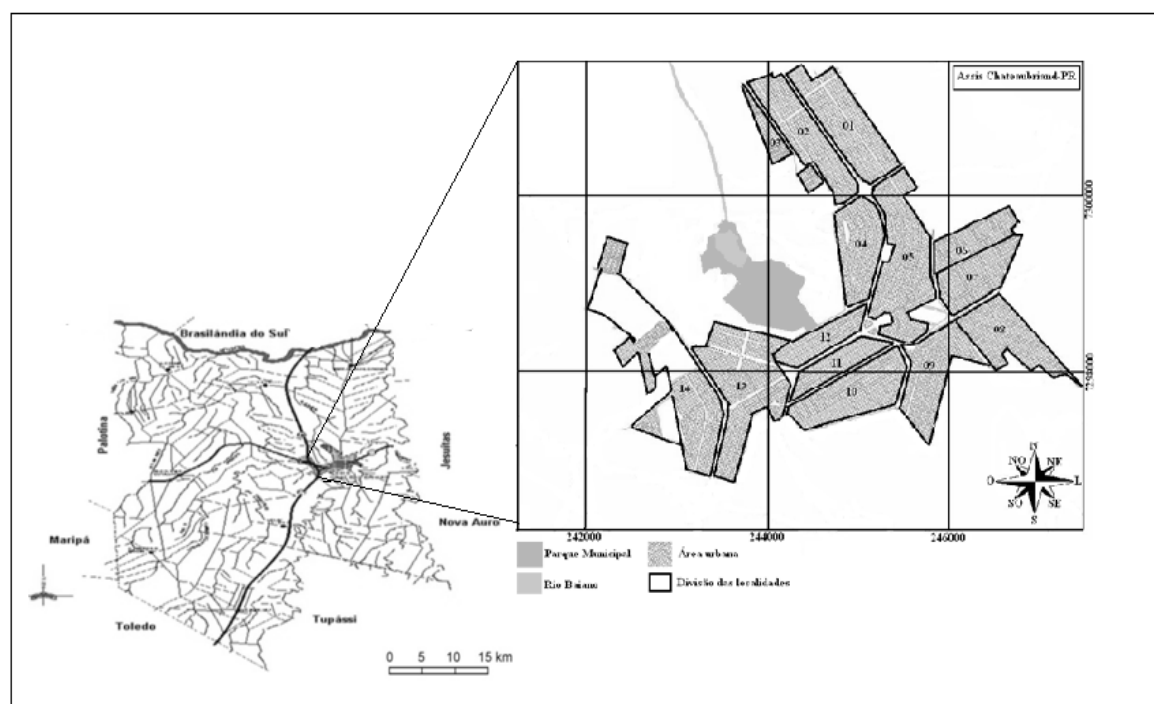 Assis Chateaubriand-PR
01
02
03
04
05
06
07
08
09
10
11
12
13
14
7300000
7298000
242000
244000
246000
N
NE
L
SE
S
SO
O
NO
Parque Municipal
Área urbana
Rio Baiano
Divisão das localidades
Brasilândia do Sul
Palotina
Jesuítas
Nova Auro
Maripá
Toledo
Tupãssi
0 5 10 15 km